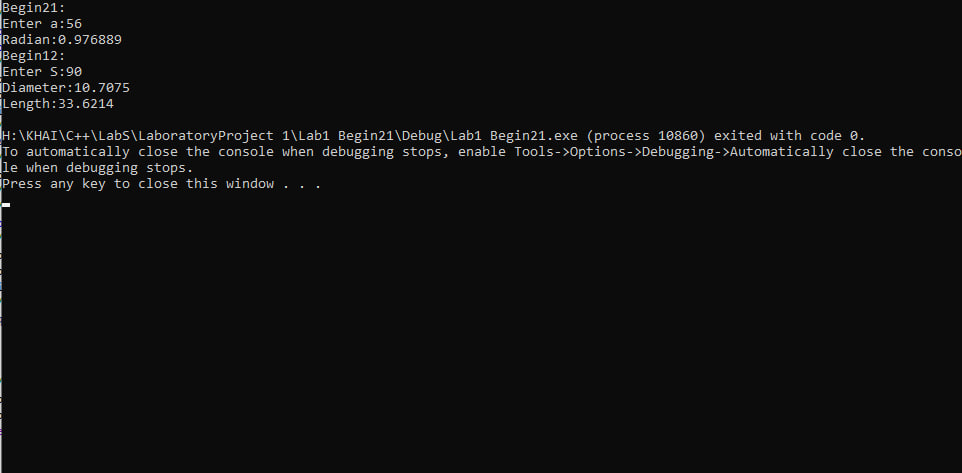 Begin21:
Enter a:56
Radian:0.976889
Begin12:
Enter S:90
Diameter:10.7075
Length:33.6214
H:\KHAI\C++\LabS\LaboratoryProject 1\Lab1 Begin21\Debug\Lab1 Begin21.exe (process 10860) exited with code 0.
To automatically close the console when debugging stops, enable Tools->Options->Debugging->Automatically close the conso
le when debugging stops.
Press any key to close this window . . .